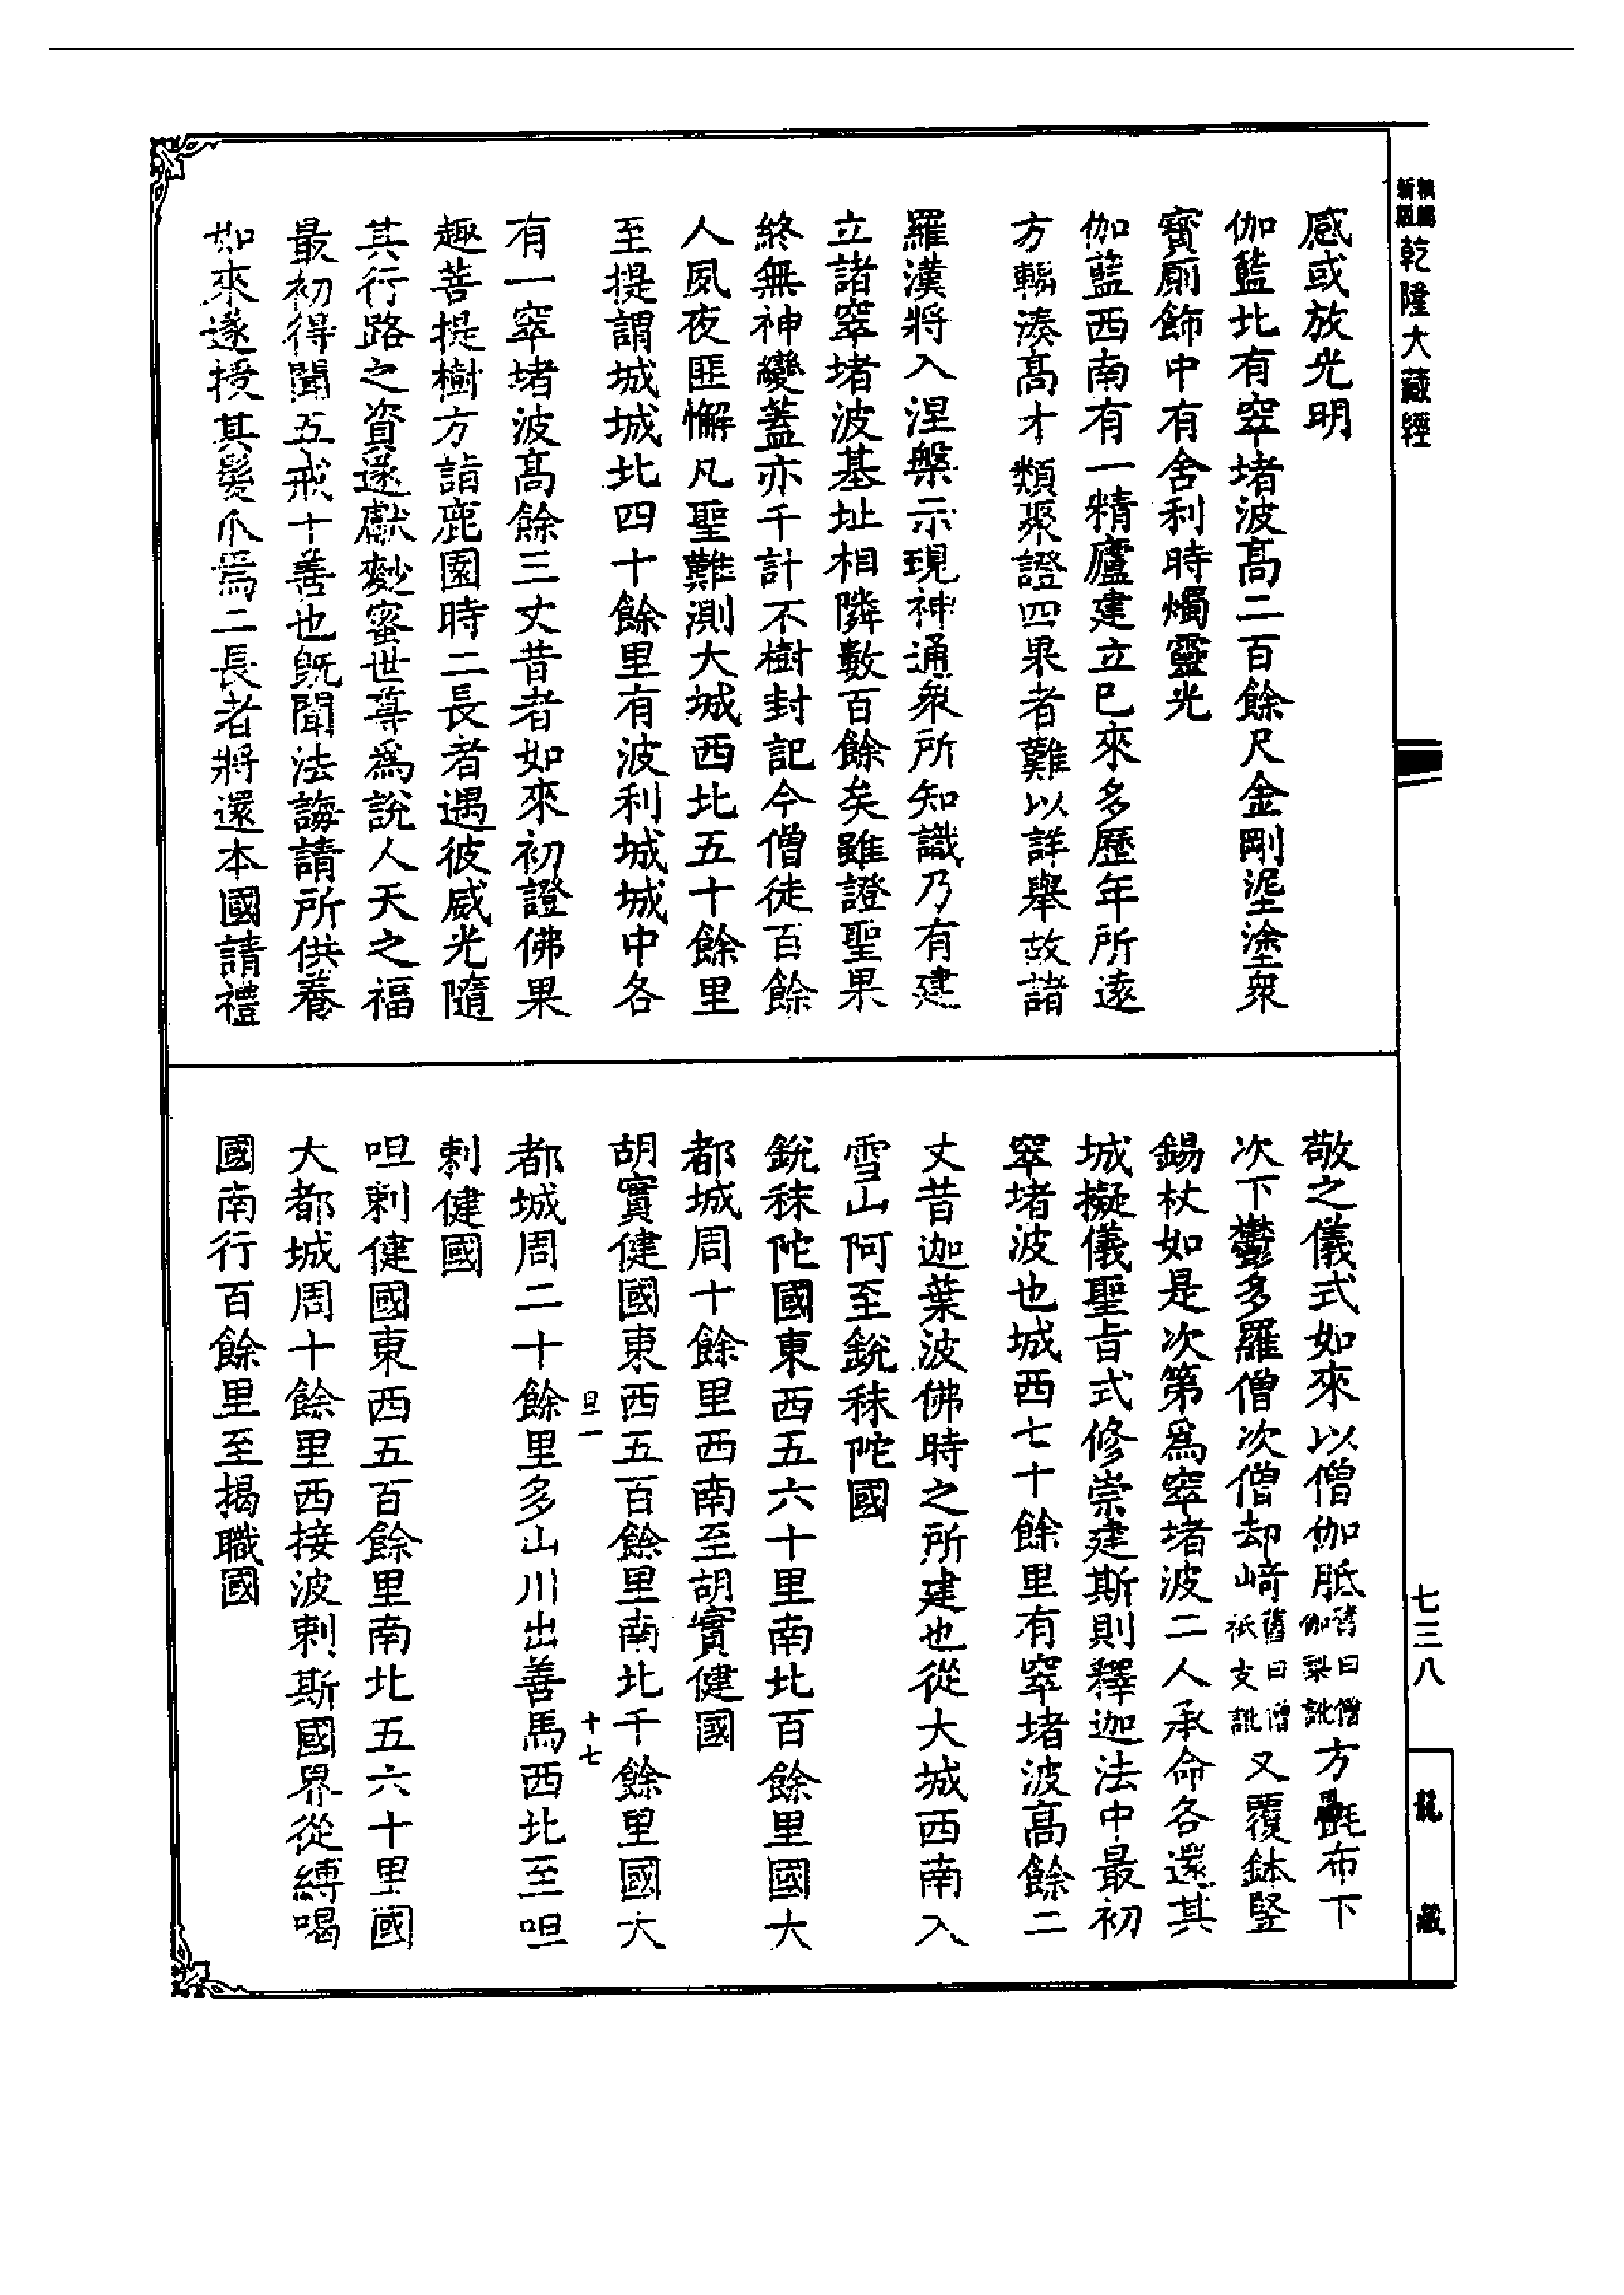 乾隆大藏經
感或放光明
伽藍北有窣堵波高二百餘尺金剛泥塗衆
寶廁飾中有舍利時燭靈光
伽藍西南有一精廬建立已來多歷年所遠
方輻湊高才類聚證四果者難以詳舉故諸
羅漢將入涅槃示現神通衆所知識乃有建
立諸窣堵波基址相隣數百餘矣雖證聖果
終無神變蓋亦千計不樹封記今僧徒百餘
人夙夜匪懈凡聖難測大城西北五十餘里
至提謂城城北四十餘里有波利城城中各
有一窣堵波高餘三丈昔者如來初證佛果
趣菩提樹方詣鹿園時二長者遇彼威光隨
其行路之資遂獻麨蜜世尊爲說人天之福
最初得聞五戒十善也既聞法誨請所供養
如來遂授其髮爪焉二長者將還本國請禮
敬之儀式如來以僧伽胝舊曰僧伽梨訛方疊㲲布下
次下鬱多羅僧次僧却崎舊曰僧祇支訛又覆鉢豎
錫杖如是次第爲窣堵波二人承命各還其
城擬儀聖旨式修崇建斯則釋迦法中最初
窣堵波也城西七十餘里有窣堵波高餘二
丈昔迦葉波佛時之所建也從大城西南入
雪山阿至銳秣陀國
銳秣陀國東西五六十里南北百餘里國大
都城周十餘里西南至胡實健國
胡實健國東西五百餘里南北千餘里國大
旦一
十七
都城周二十餘里多山川出善馬西北至呾
剌健國
呾剌健國東西五百餘里南北五六十里國
大都城周十餘里西接波剌斯國界從縛喝
國南行百餘里至揭職國
七三八
龍藏